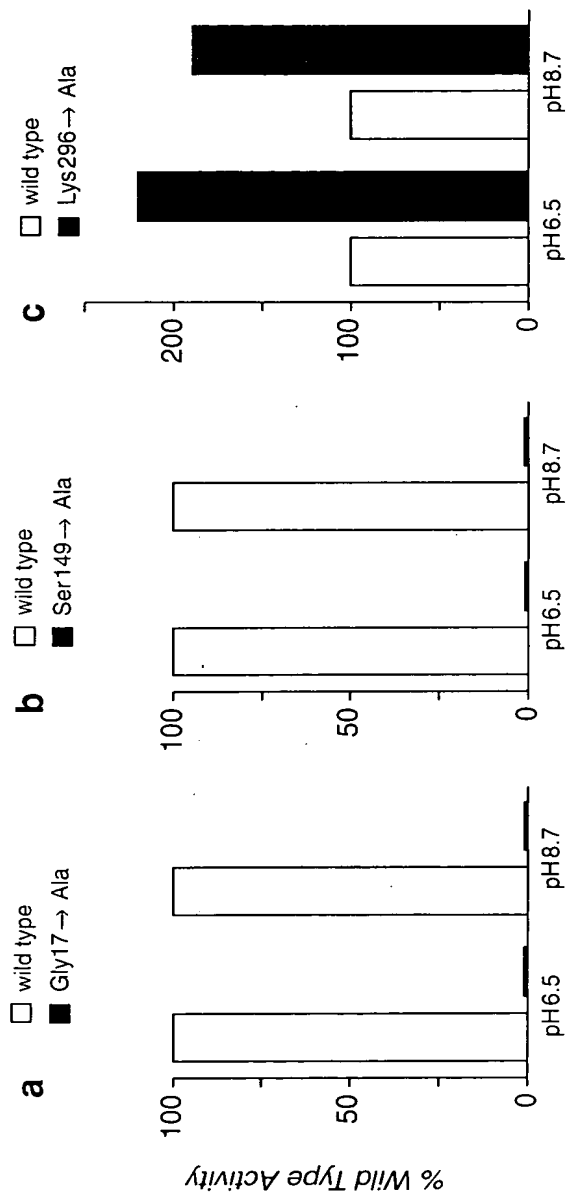 a
wild type
Gly17→ Ala
% Wild Type Activity
100
50
0
pH6.5
pH8.7
b
wild type
Ser149→ Ala
100
50
0
pH6.5
pH8.7
c
wild type
Lys296→ Ala
200
100
0
pH6.5
pH8.7